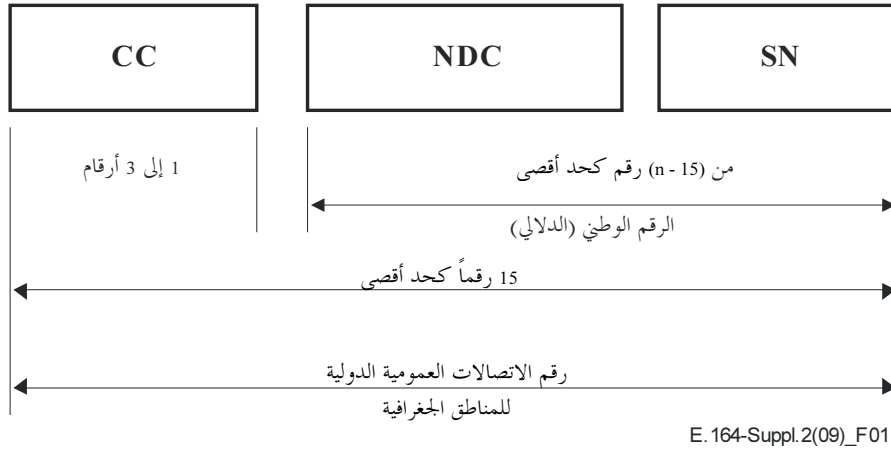 CC NDC SN
1 إلى 3 أرقام
من (n - 15) رقم كحد أقصى
الرقم الوطني (الدلالي)
15 رقماً كحد أقصى
رقم الاتصالات العمومية الدولية
للمناطق الجغرافية
E.164-Suppl.2(09)_F01